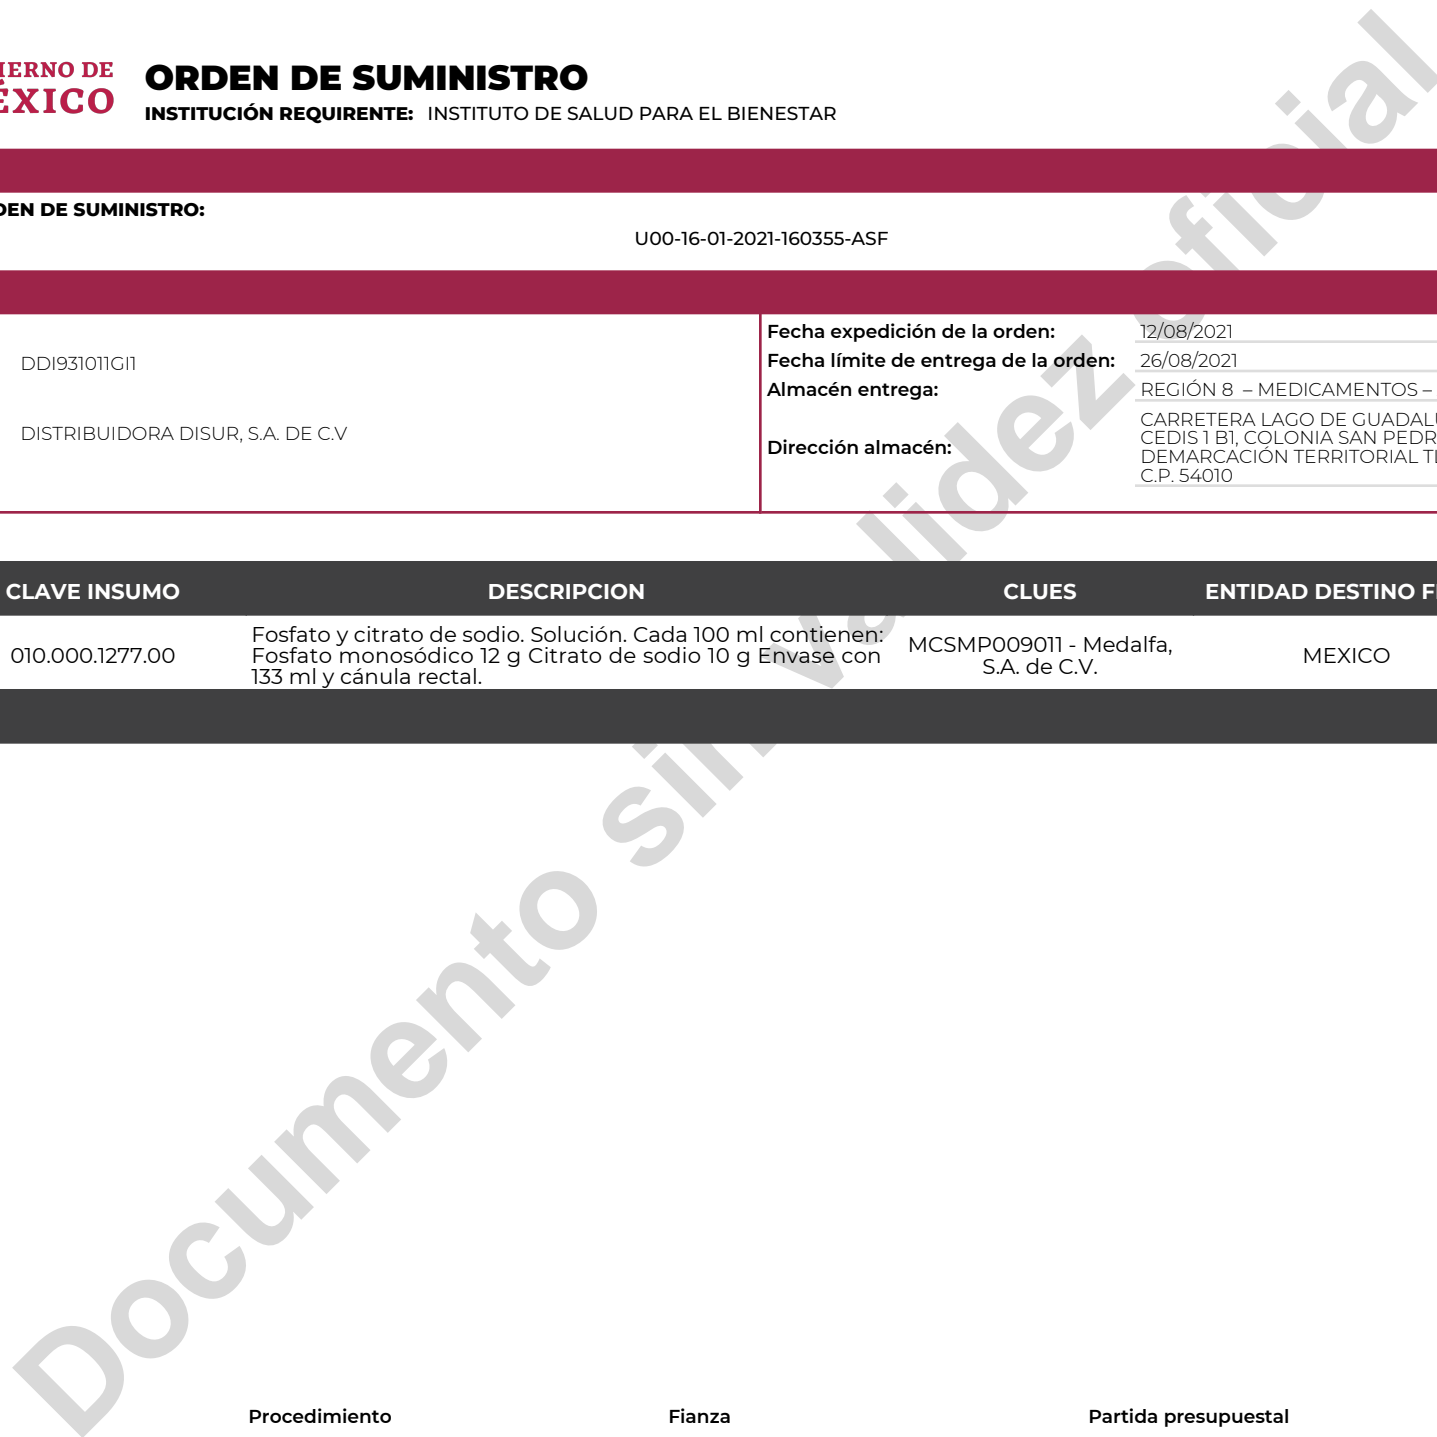 IERNO DE
ÉXICO
ORDEN DE SUMINISTRO
INSTITUCIÓN REQUIRENTE: INSTITUTO DE SALUD PARA EL BIENESTAR
DEN DE SUMINISTRO:
U00-16-01-2021-160355-ASF
DDI931011GI1
DISTRIBUIDORA DISUR, S.A. DE C.V
Fecha expedición de la orden: 12/08/2021
Fecha límite de entrega de la orden: 26/08/2021
Almacén entrega: REGIÓN 8 – MEDICAMENTOS –
Dirección almacén:
CARRETERA LAGO DE GUADALU
CEDIS 1 B1, COLONIA SAN PEDR
DEMARCACIÓN TERRITORIAL TL
C.P. 54010
CLAVE INSUMO DESCRIPCION CLUES ENTIDAD DESTINO FI
010.000.1277.00
Fosfato y citrato de sodio. Solución. Cada 100 ml contienen:
Fosfato monosódico 12 g Citrato de sodio 10 g Envase con
133 ml y cánula rectal.
MCSMP009011 - Medalfa,
S.A. de C.V.
MEXICO
Documento sin validez oficial
Procedimiento Fianza Partida presupuestal